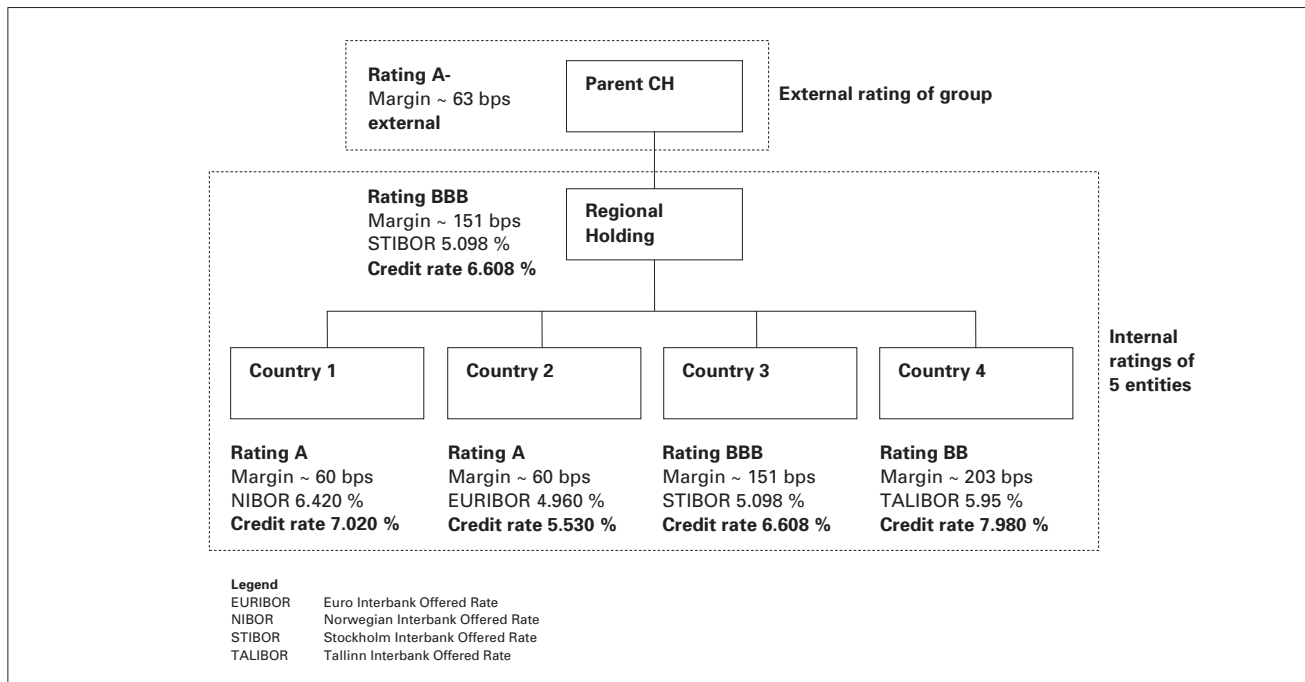 Rating A-
Margin ~ 63 bps
external
Parent CH
External rating of group
Rating BBB
Margin ~ 151 bps
STIBOR 5.098 %
Credit rate 6.608 %
Regional
Holding
Internal
ratings of
5 entities
Country 1
Country 2
Country 3
Country 4
Rating A
Margin ~ 60 bps
NIBOR 6.420 %
Credit rate 7.020 %
Rating A
Margin ~ 60 bps
EURIBOR 4.960 %
Credit rate 5.530 %
Rating BBB
Margin ~ 151 bps
STIBOR 5.098 %
Credit rate 6.608 %
Rating BB
Margin ~ 203 bps
TALIBOR 5.95 %
Credit rate 7.980 %
Legend
EURIBOR Euro Interbank Offered Rate
NIBOR Norwegian Interbank Offered Rate
STIBOR Stockholm Interbank Offered Rate
TALIBOR Tallinn Interbank Offered Rate